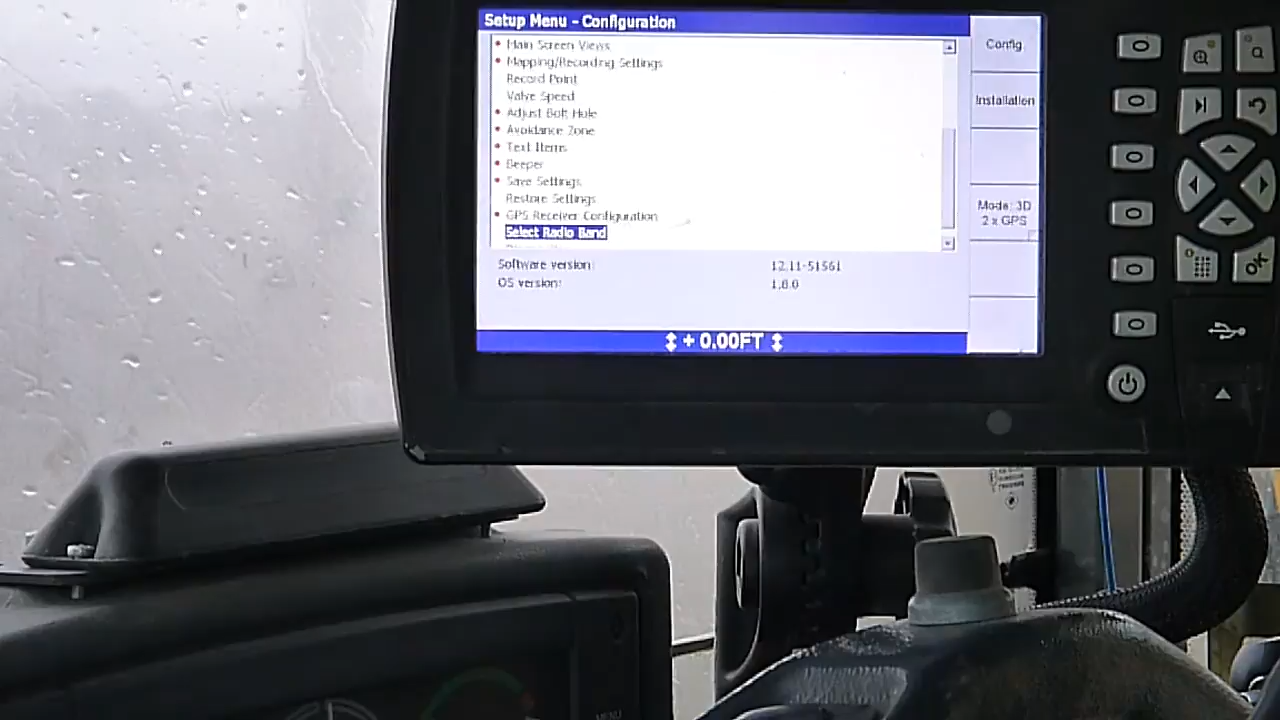 Setup Menu - Configuration
Main Screen Views
Mapping/Recording Settings
Record Point
Valve Speed
Adjust Bolt Hole
Avoidance Zone
Text Items
Beeper
Save Settings
Restore Settings
GPS Receiver Configuration
Select Radio Band
Software version: 12.11-51561
OS version: 1.8.0
+ 0.00FT
Config
Installation
Mode: 3D
2 x GPS
OK
MENU